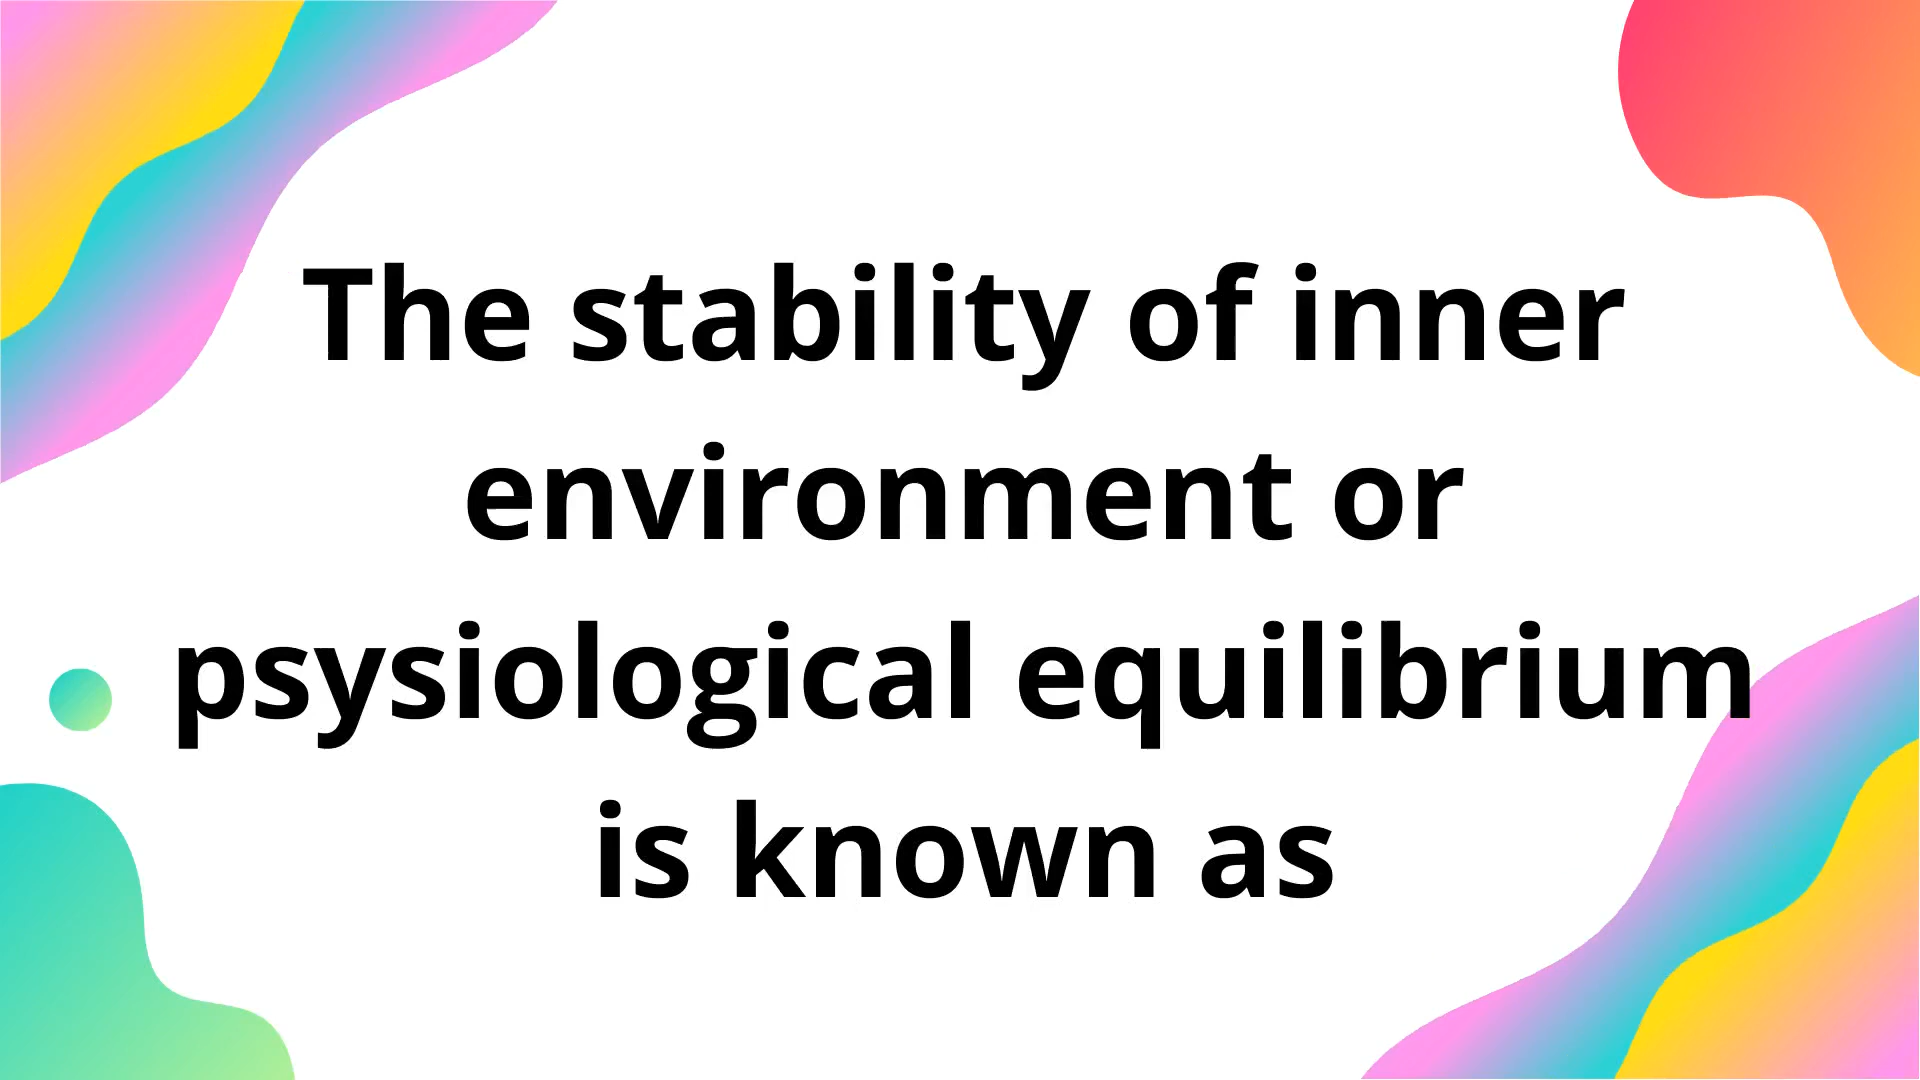 The stability of inner
environment or
psysiological equilibrium
is known as